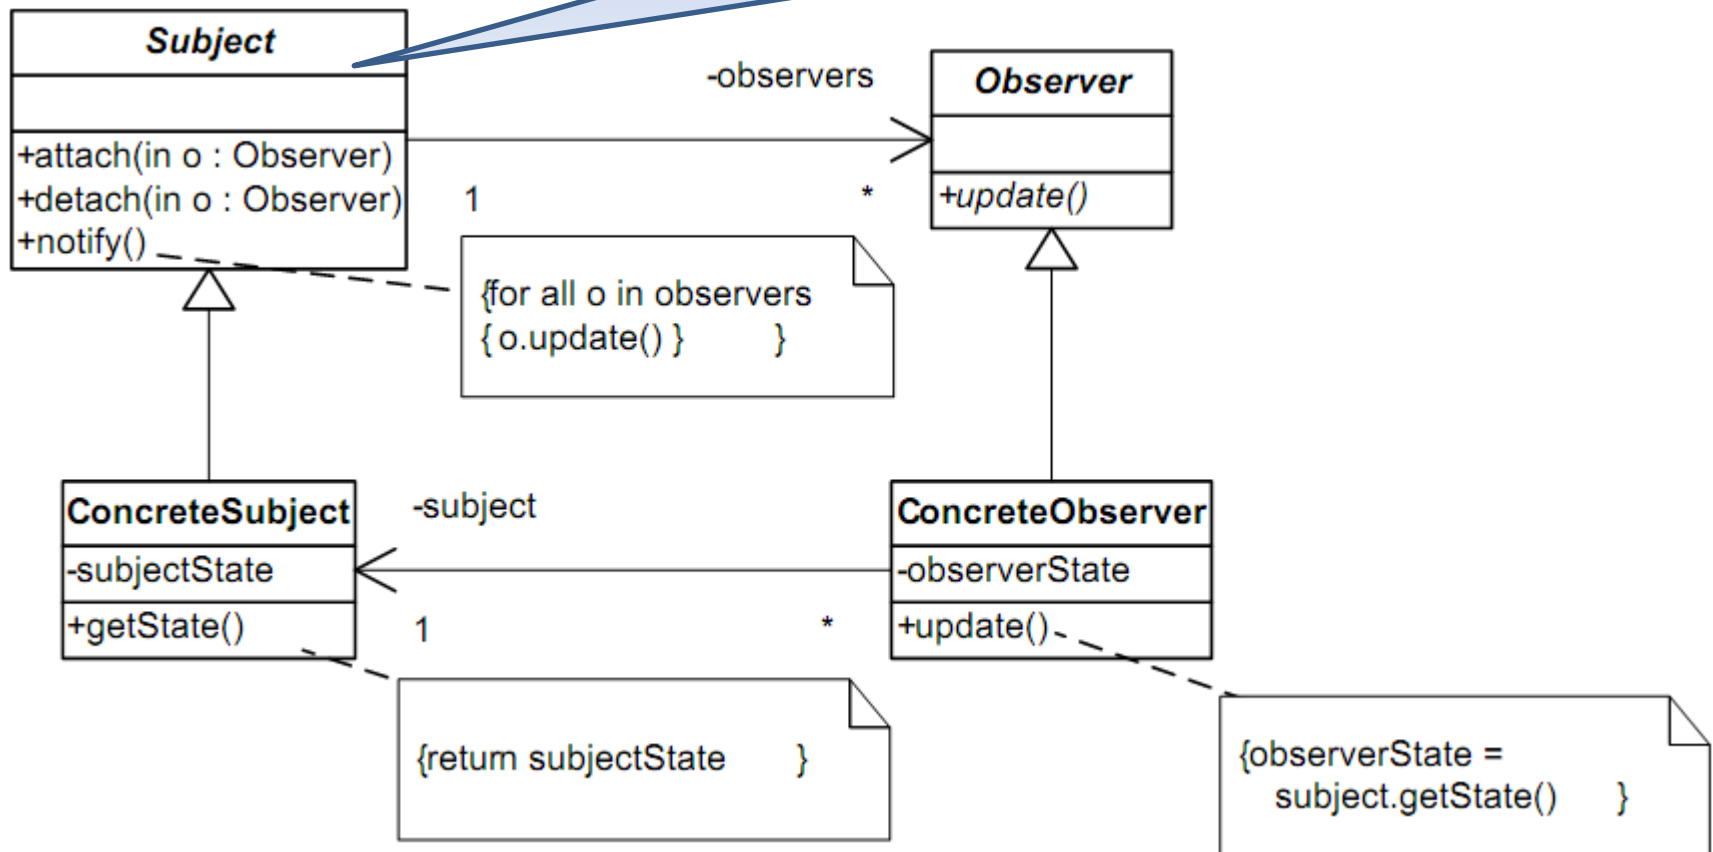 Subject
+attach(in o : Observer)
+detach(in o : Observer)
+notify()
-observers
1
*
Observer
+update()
{for all o in observers
{ o.update() } }
ConcreteSubject
-subjectState
+getState()
-subject
1
*
ConcreteObserver
-observerState
+update()
{return subjectState }
{observerState =
subject.getState() }